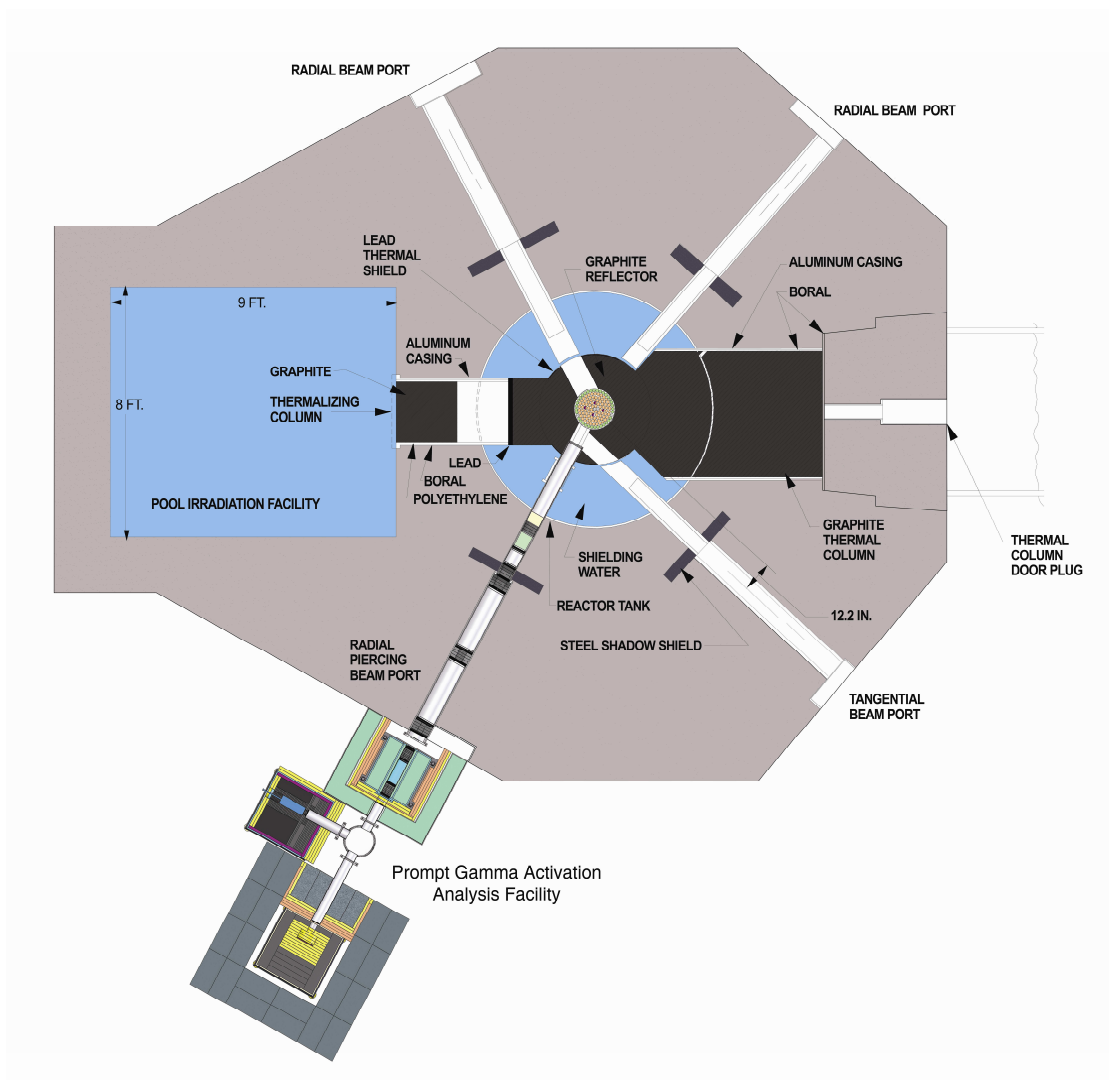 RADIAL BEAM PORT
RADIAL BEAM PORT
LEAD
THERMAL
SHIELD
GRAPHITE
REFLECTOR
ALUMINUM CASING
BORAL
9 FT.
ALUMINUM
CASING
GRAPHITE
THERMALIZING
COLUMN
8 FT.
LEAD
BORAL
POLYETHYLENE
POOL IRRADIATION FACILITY
GRAPHITE
THERMAL
COLUMN
THERMAL
COLUMN
DOOR PLUG
SHIELDING
WATER
REACTOR TANK
12.2 IN.
STEEL SHADOW SHIELD
RADIAL
PIERCING
BEAM PORT
TANGENTIAL
BEAM PORT
Prompt Gamma Activation
Analysis Facility